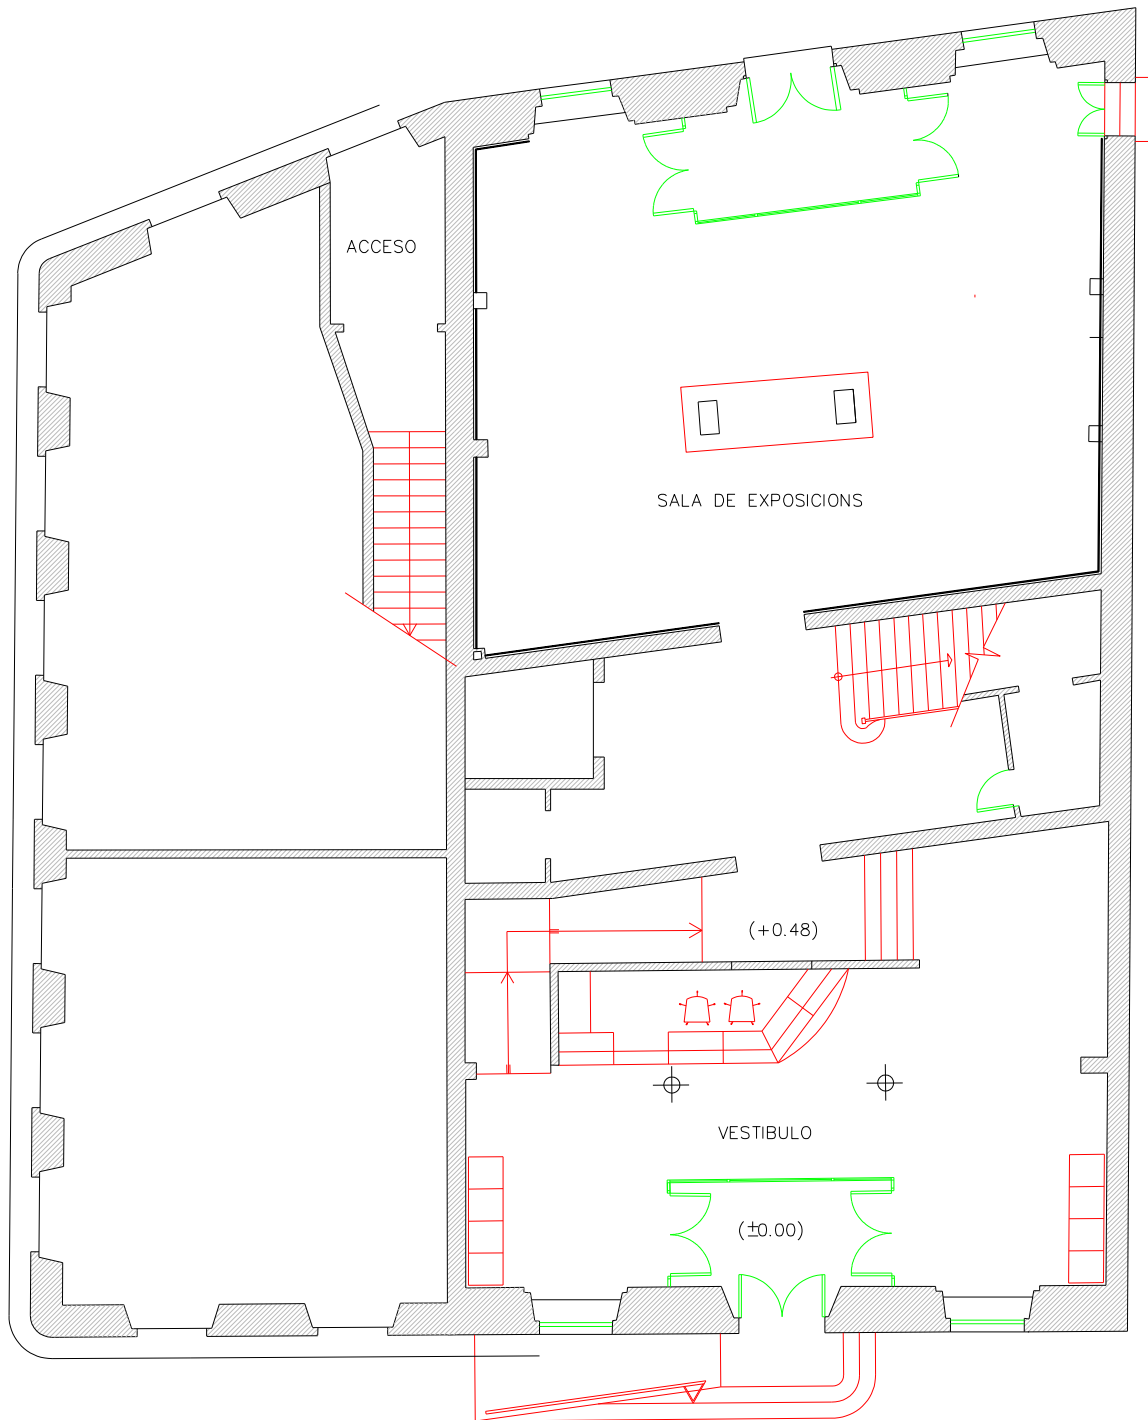 ACCESO
SALA DE EXPOSICIONS
(+0.48)
VESTIBULO
(±0.00)